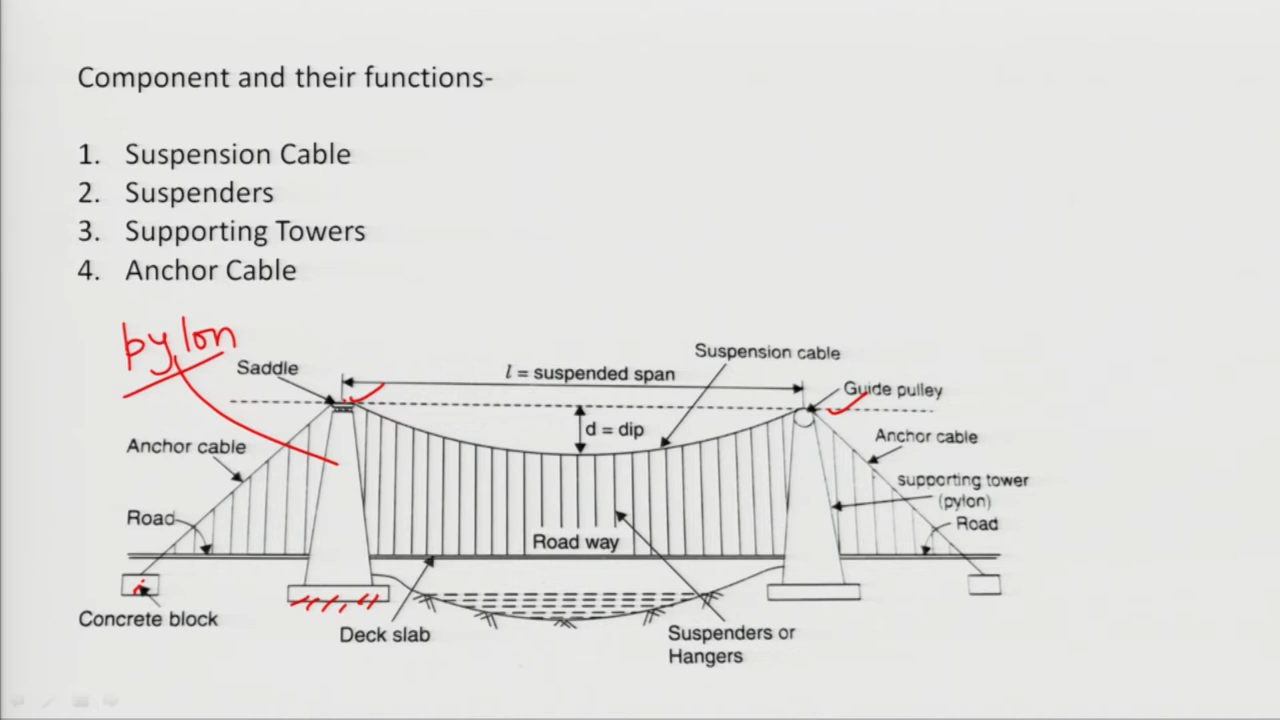 Component and their functions-
1. Suspension Cable
2. Suspenders
3. Supporting Towers
4. Anchor Cable
pylon
Saddle
l = suspended span
Suspension cable
Guide pulley
d = dip
Anchor cable
Anchor cable
supporting tower
(pylon)
Road
Road
Road way
Concrete block
Deck slab
Suspenders or
Hangers